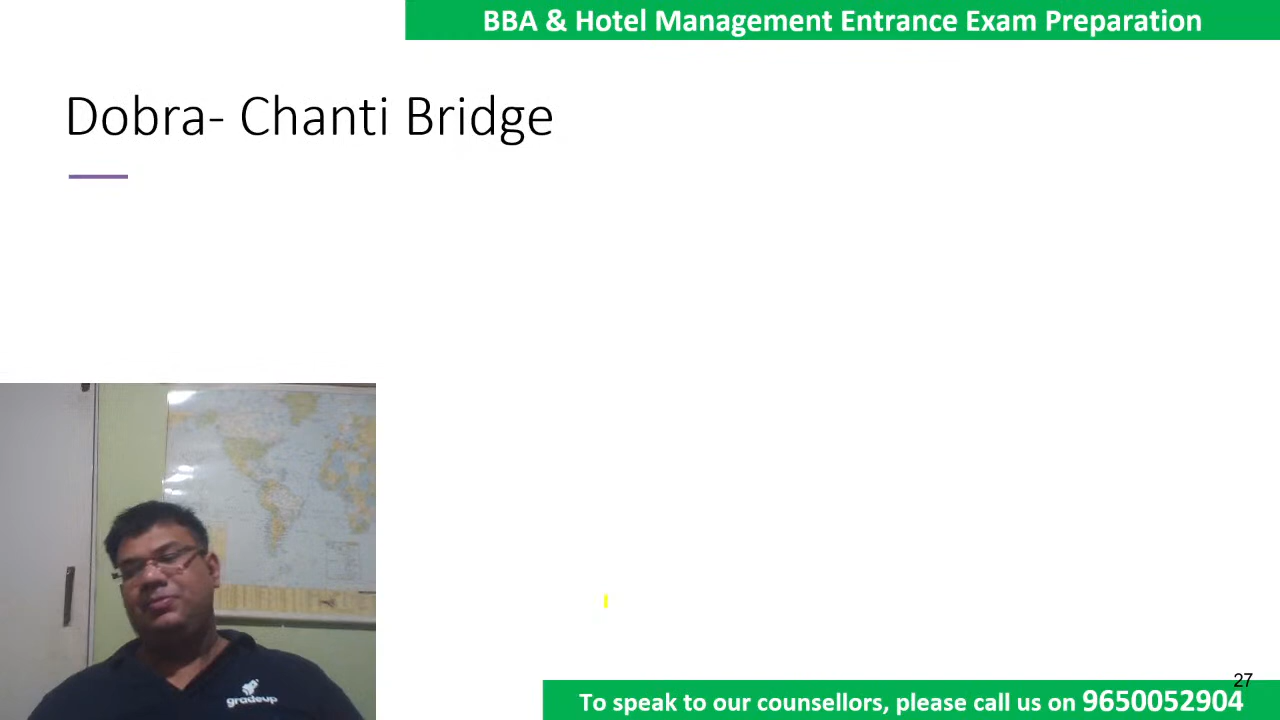 BBA & Hotel Management Entrance Exam Preparation
Dobra- Chanti Bridge
gradeup
27
To speak to our counsellors, please call us on 9650052904